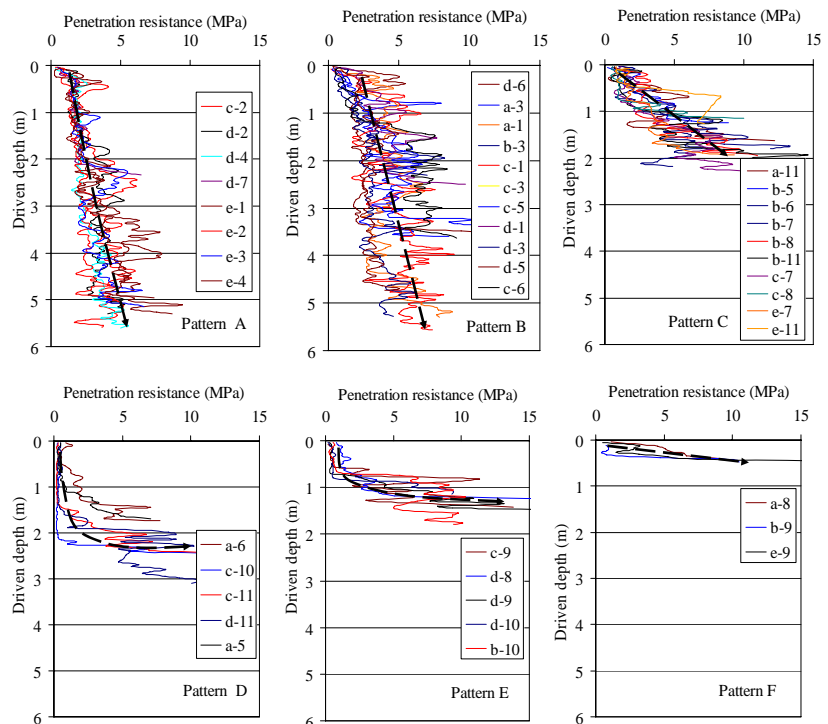 Penetration resistance (MPa)
0 5 10 15
Driven depth (m)
0
1
2
3
4
5
6
c-2
d-2
d-4
d-7
e-1
e-2
e-3
e-4
Pattern A
Penetration resistance (MPa)
0 5 10 15
Driven depth (m)
0
1
2
3
4
5
6
d-6
a-3
a-1
b-3
c-1
c-3
c-5
d-1
d-3
d-5
c-6
Pattern B
Penetration resistance (MPa)
0 5 10 15
Driven depth (m)
0
1
2
3
4
5
6
a-11
b-5
b-6
b-7
b-8
b-11
c-7
c-8
e-7
e-11
Pattern C
Penetration resistance (MPa)
0 5 10 15
Driven depth (m)
0
1
2
3
4
5
6
a-6
c-10
c-11
d-11
a-5
Pattern D
Penetration resistance (MPa)
0 5 10 15
Driven depth (m)
0
1
2
3
4
5
6
c-9
d-8
d-9
d-10
b-10
Pattern E
Penetration resistance (MPa)
0 5 10 15
Driven depth (m)
0
1
2
3
4
5
6
a-8
b-9
e-9
Pattern F